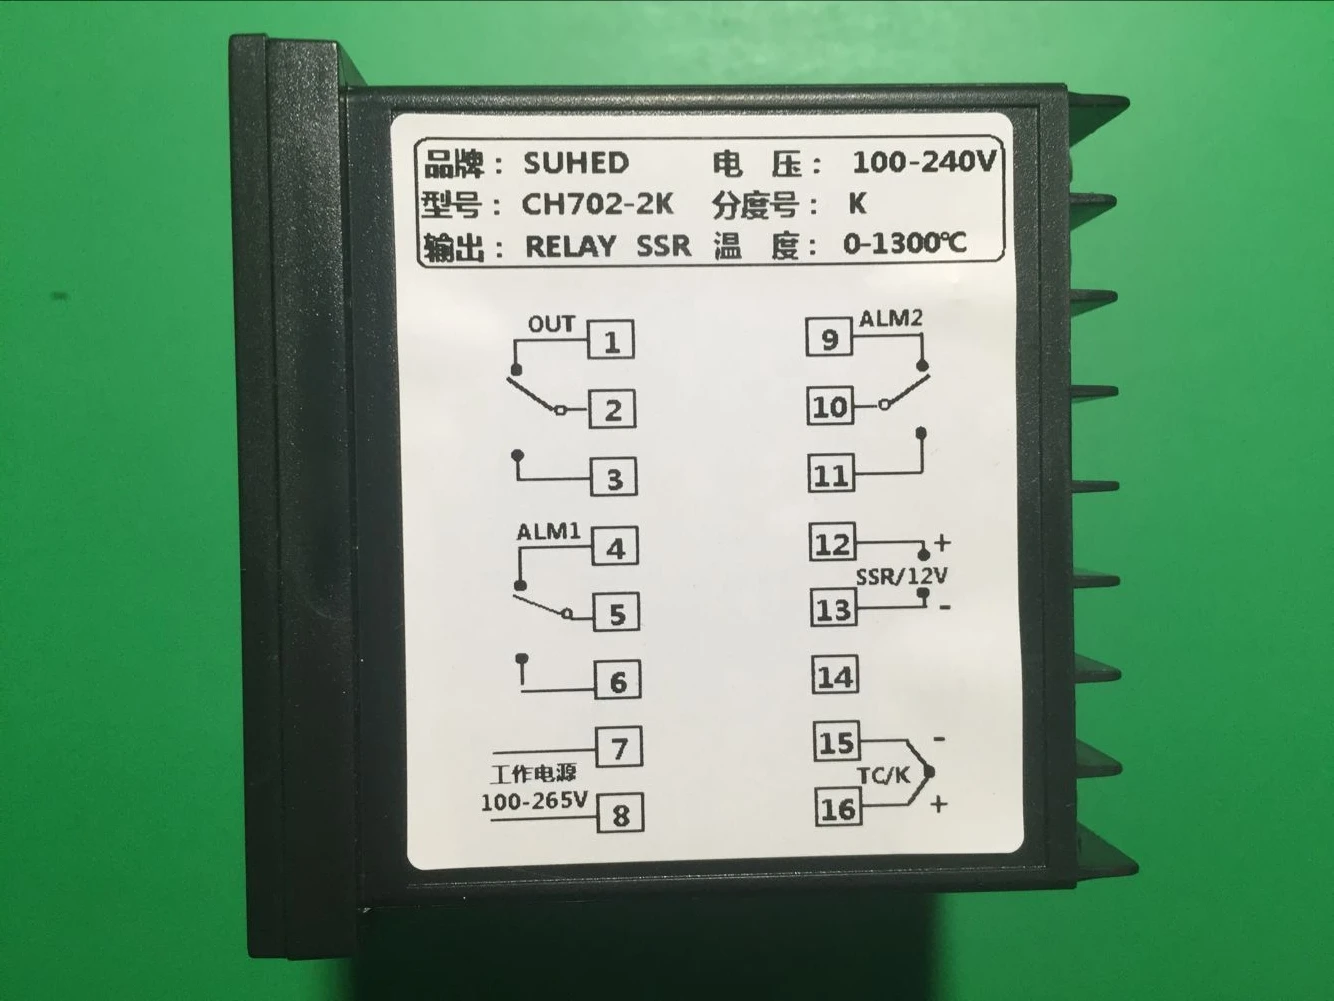 品牌： SUHED 电 压： 100-240V
型号： CH702-2K 分度号： K
输出： RELAY SSR 温 度： 0-1300℃
OUT 1
2
3
ALM1 4
5
6
7
工作电源
100-265V
8
9 ALM2
10
11
12 +
SSR/12V
13 -
14
15 -
TC/K
16 +